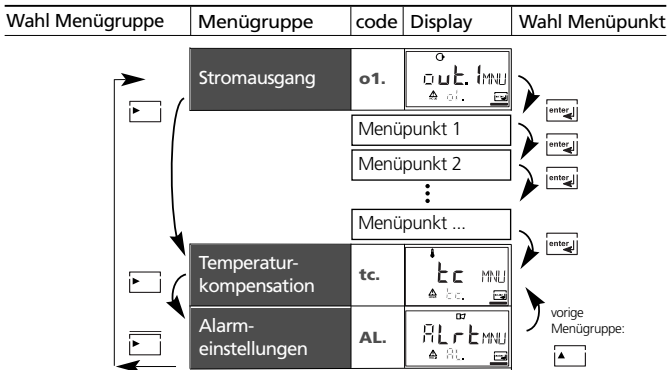 Wahl Menügruppe Menügruppe code Display Wahl Menüpunkt
Stromausgang o1. out.1 MNU
o1.
enter
Menüpunkt 1
enter
Menüpunkt 2
enter
Menüpunkt ...
enter
Temperatur-
kompensation tc. tc MNU
tc.
Alarm-
einstellungen AL. ALrt MNU
AL.
vorige
Menügruppe: